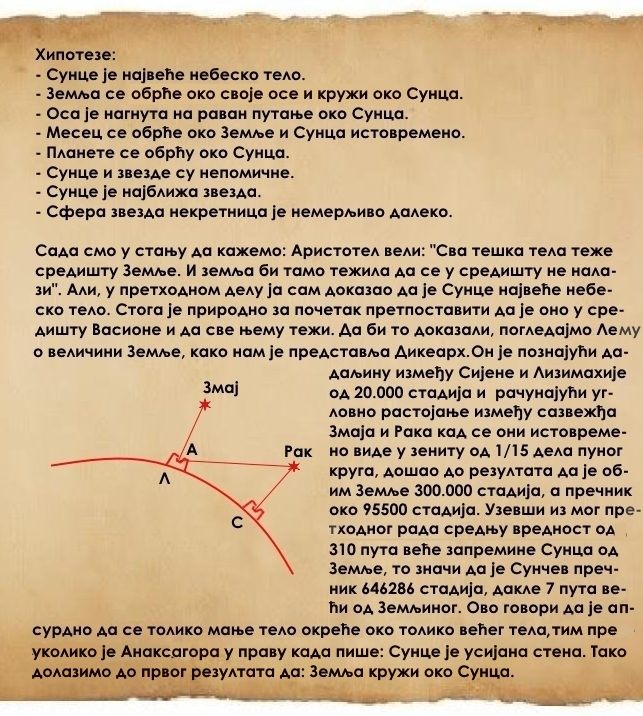 Хипотезе:
- Сунце је највеће небеско тело.
- Земља се обрће око своје осе и кружи око Сунца.
- Оса је нагнута на раван путање око Сунца.
- Месец се обрће око Земље и Сунца истовремено.
- Планете се обрћу око Сунца.
- Сунце и звезде су непомичне.
- Сунце је најближа звезда.
- Сфера звезда некретница је немерљиво далеко.
Сада смо у стању да кажемо: Аристотел вели: "Сва тешка тела теже
средишту Земље. И земља би тамо тежила да се у средишту не нала-
зи". Али, у претходном делу ја сам доказао да је Сунце највеће небе-
ско тело. Стога је природно за почетак претпоставити да је оно у сре-
дишту Васионе и да све њему тежи. Да би то доказали, погледајмо Лему
о величини Земље, како нам је представља Дикеарх.Он је познајући да-
даљину између Сијене и Лизимахије
од 20.000 стадија и рачунајући уг-
ловно растојање између сазвежђа
Змаја и Рака кад се они истовреме-
но виде у зениту од 1/15 дела пуног
круга, дошао до резултата да је об-
им Земље 300.000 стадија, а пречник
око 95500 стадија. Узевши из мог пре-
тходног рада средњу вредност од
310 пута веће запремине Сунца од
Земље, то значи да је Сунчев преч-
ник 646286 стадија, дакле 7 пута ве-
ћи од Земљиног. Ово говори да је ап-
сурдно да се толико мање тело окреће око толико већег тела,тим пре
уколико је Анаксагора у праву када пише: Сунце је усијана стена. Тако
долазимо до првог резултата да: Земља кружи око Сунца.
Змај
А
Рак
Л
С